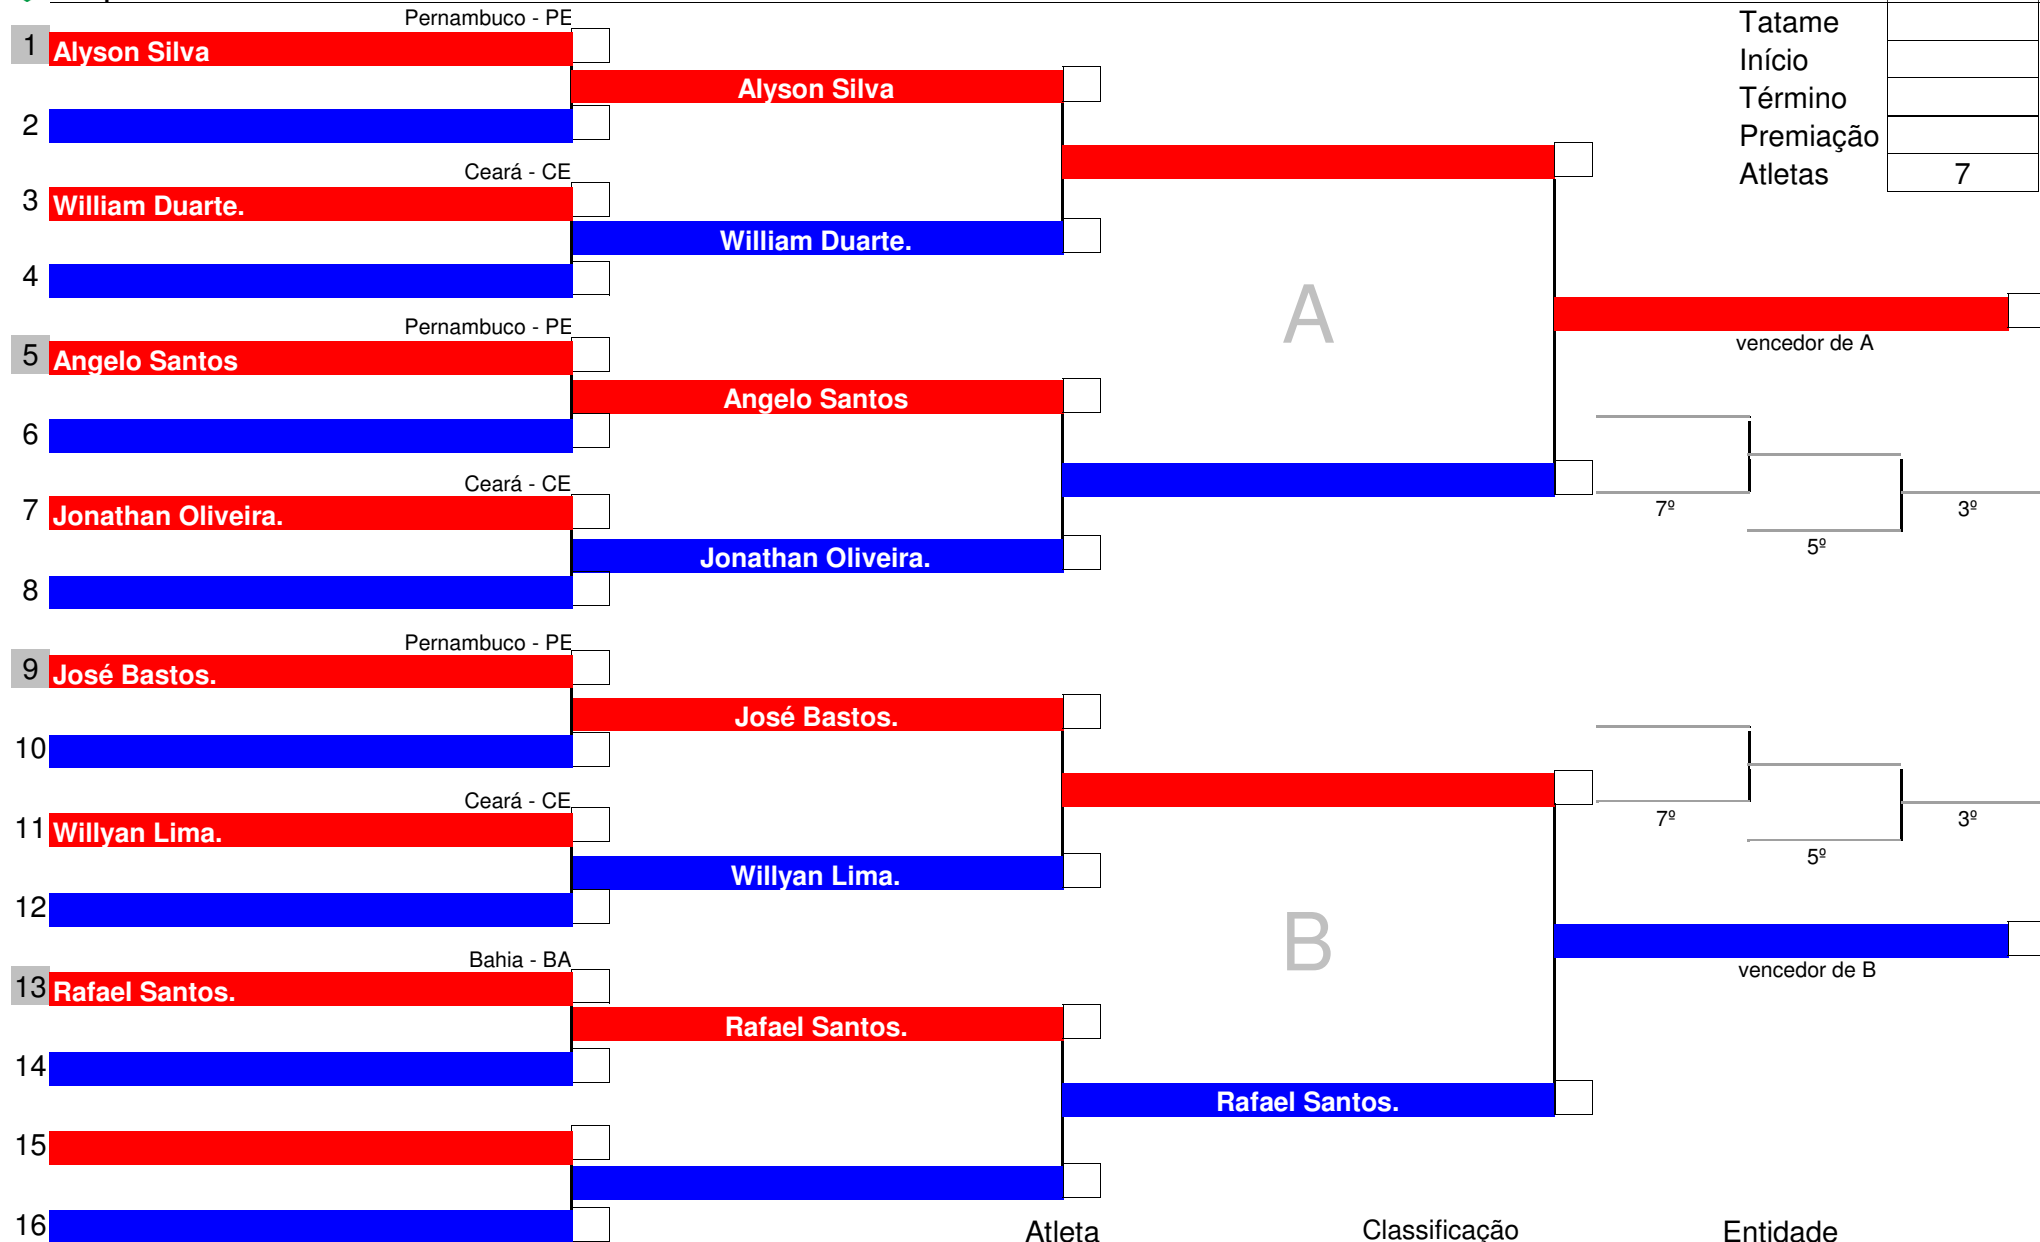 Pernambuco - PE
Tatame
1 Alyson Silva
Início
Alyson Silva
Término
2
Premiação
Ceará - CE
Atletas 7
3 William Duarte.
William Duarte.
4
A
Pernambuco - PE
vencedor de A
5 Angelo Santos
Angelo Santos
6
Ceará - CE
7 Jonathan Oliveira.
7º 3º
5º
Jonathan Oliveira.
8
Pernambuco - PE
9 José Bastos.
José Bastos.
10
Ceará - CE
11 Willyan Lima.
7º 3º
5º
Willyan Lima.
12
B
Bahia - BA
vencedor de B
13 Rafael Santos.
Rafael Santos.
14
Rafael Santos.
15
16
Atleta Classificação Entidade